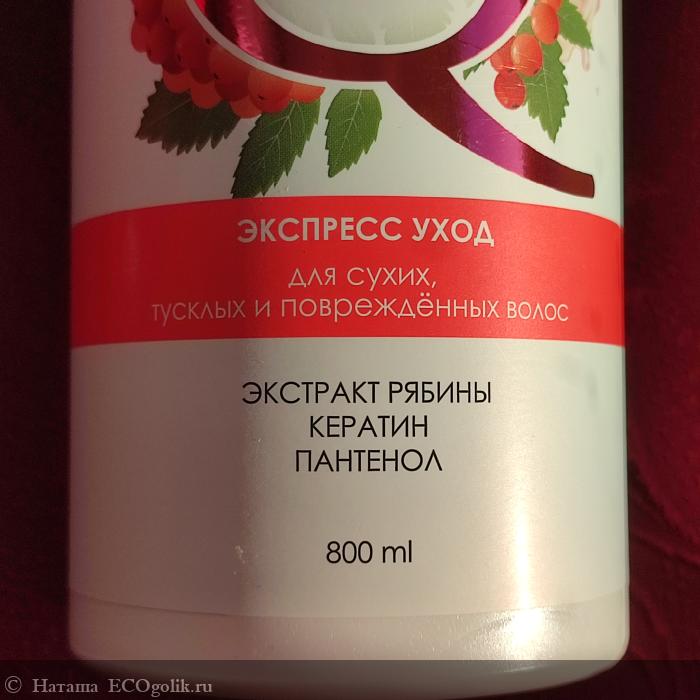 ЭКСПРЕСС УХОД
для сухих,
тусклых и повреждённых волос
ЭКСТРАКТ РЯБИНЫ
КЕРАТИН
ПАНТЕНОЛ
800 ml
© Наташа ECOgolik.ru